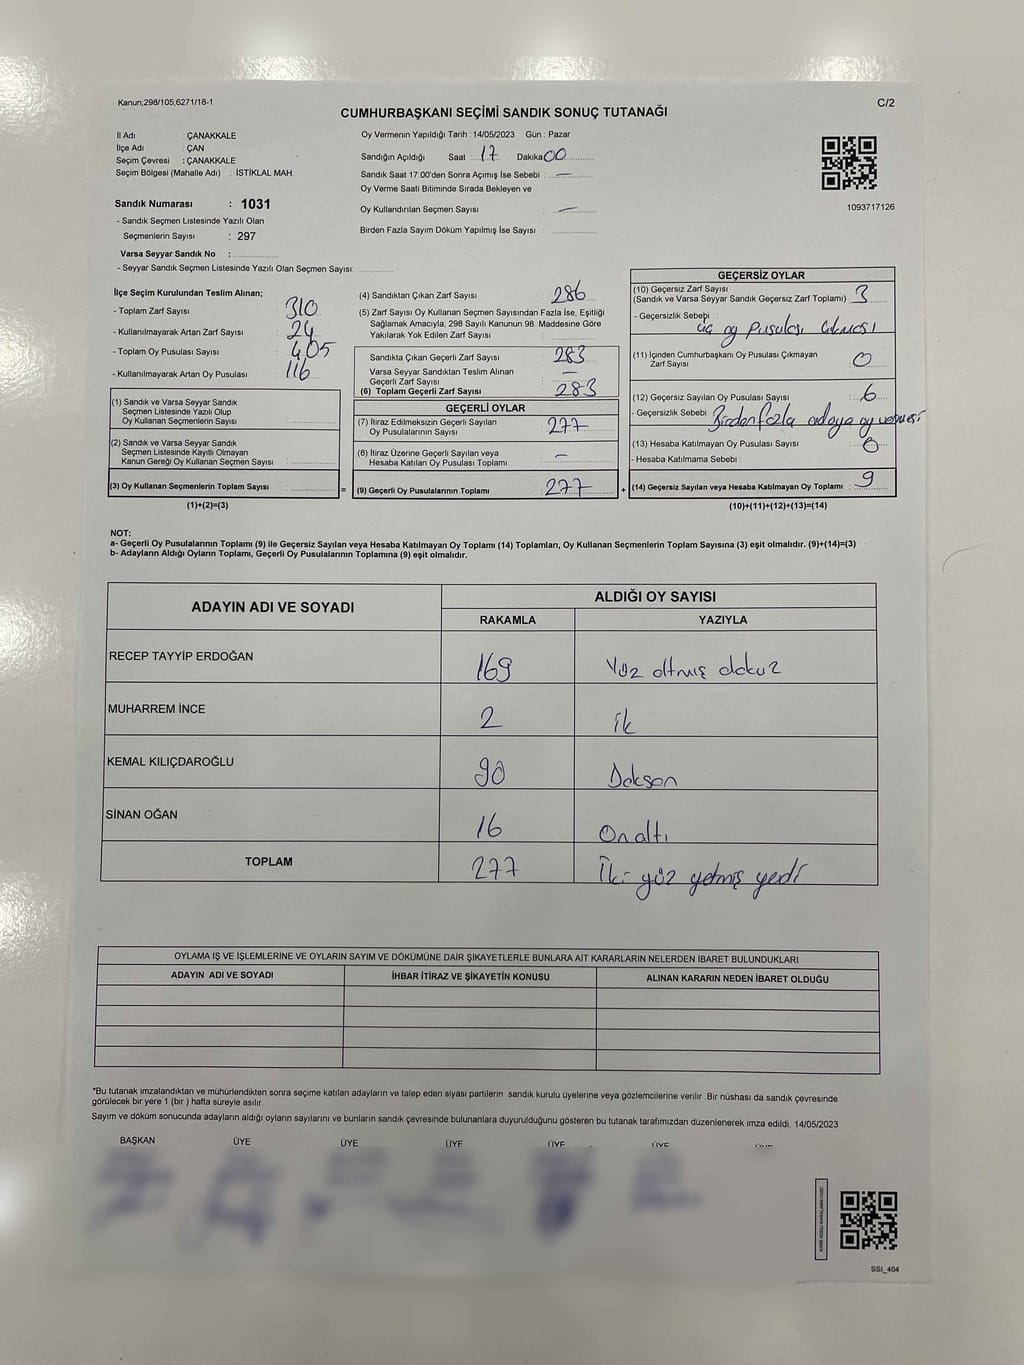 Kanun;298/105;6271/18-1
C/2
CUMHURBAŞKANI SEÇİMİ SANDIK SONUÇ TUTANAĞI
İl Adı : ÇANAKKALE
İlçe Adı : ÇAN
Seçim Çevresi : ÇANAKKALE
Seçim Bölgesi (Mahalle Adı) : İSTİKLAL MAH.
Sandık Numarası : 1031
- Sandık Seçmen Listesinde Yazılı Olan
Seçmenlerin Sayısı : 297
Varsa Seyyar Sandık No :
- Seyyar Sandık Seçmen Listesinde Yazılı Olan Seçmen Sayısı:
Oy Vermenin Yapıldığı Tarih : 14/05/2023 Gün : Pazar
Sandığın Açıldığı Saat : 17 Dakika 00
Sandık Saat 17.00'den Sonra Açımış İse Sebebi : —
Oy Verme Saati Bitiminde Sırada Bekleyen ve
Oy Kullandırılan Seçmen Sayısı : —
Birden Fazla Sayım Döküm Yapılmış İse Sayısı :
1093717126
İlçe Seçim Kurulundan Teslim Alınan;
- Toplam Zarf Sayısı : 310
- Kullanılmayarak Artan Zarf Sayısı : 24
- Toplam Oy Pusulası Sayısı : 405
- Kullanılmayarak Artan Oy Pusulası : 116
(1) Sandık ve Varsa Seyyar Sandık
Seçmen Listesinde Yazılı Olup
Oy Kullanan Seçmenlerin Sayısı :
(2) Sandık ve Varsa Seyyar Sandık
Seçmen Listesinde Kayıtlı Olmayan
Kanun Gereği Oy Kullanan Seçmen Sayısı :
(3) Oy Kullanan Seçmenlerin Toplam Sayısı :
(1)+(2)=(3)
(4) Sandıktan Çıkan Zarf Sayısı : 286
(5) Zarf Sayısı Oy Kullanan Seçmen Sayısından Fazla İse, Eşitliği
Sağlamak Amacıyla; 298 Sayılı Kanunun 98. Maddesine Göre
Yakılarak Yok Edilen Zarf Sayısı :
Sandıkta Çıkan Geçerli Zarf Sayısı : 283
Varsa Seyyar Sandıktan Teslim Alınan
Geçerli Zarf Sayısı : —
(6) Toplam Geçerli Zarf Sayısı : 283
GEÇERLİ OYLAR
(7) İtiraz Edilmeksizin Geçerli Sayılan
Oy Pusulalarının Sayısı : 277
(8) İtiraz Üzerine Geçerli Sayılan veya
Hesaba Katılan Oy Pusulası Toplamı : —
= (9) Geçerli Oy Pusulalarının Toplamı : 277
GEÇERSİZ OYLAR
(10) Geçersiz Zarf Sayısı
(Sandık ve Varsa Seyyar Sandık Geçersiz Zarf Toplamı) : 3
- Geçersizlik Sebebi :
üç oy Pusulası
(11) İçinden Cumhurbaşkanı Oy Pusulası Çıkmayan
Zarf Sayısı : 0
(12) Geçersiz Sayılan Oy Pusulası Sayısı : 6
- Geçersizlik Sebebi : Birden fazla adaya oy vermesi
(13) Hesaba Katılmayan Oy Pusulası Sayısı : 0
- Hesaba Katılmama Sebebi :
+ (14) Geçersiz Sayılan veya Hesaba Katılmayan Oy Toplamı : 9
(10)+(11)+(12)+(13)=(14)
NOT:
a- Geçerli Oy Pusulalarının Toplamı (9) ile Geçersiz Sayılan veya Hesaba Katılmayan Oy Toplamı (14) Toplamları, Oy Kullanan Seçmenlerin Toplam Sayısına (3) eşit olmalıdır. (9)+(14)=(3)
b- Adayların Aldığı Oyların Toplamı, Geçerli Oy Pusulalarının Toplamına (9) eşit olmalıdır.
ADAYIN ADI VE SOYADI ALDIĞI OY SAYISI
RAKAMLA YAZIYLA
RECEP TAYYİP ERDOĞAN 169 Yüz altmış dokuz
MUHARREM İNCE 2 İk
KEMAL KILIÇDAROĞLU 90 Doksan
SİNAN OĞAN 16 On altı
TOPLAM 277 İki yüz yetmiş yedi
OYLAMA İŞ VE İŞLEMLERİNE VE OYLARIN SAYIM VE DÖKÜMÜNE DAİR ŞİKAYETLERLE BUNLARA AİT KARARLARIN NELERDEN İBARET BULUNDUKLARI
ADAYIN ADI VE SOYADI İHBAR İTİRAZ VE ŞİKAYETİN KONUSU ALINAN KARARIN NEDEN İBARET OLDUĞU
*Bu tutanak imzalandıktan ve mühürlendikten sonra seçime katılan adayların ve talep eden siyasi partilerin sandık kurulu üyelerine veya gözlemcilerine verilir .Bir nüshası da sandık çevresinde
görülecek bir yere 1 (bir ) hafta süreyle asılır.
Sayım ve döküm sonucunda adayların aldığı oyların sayılarını ve bunların sandık çevresinde bulunanlara duyurulduğunu gösteren bu tutanak tarafımızdan düzenlenerek imza edildi. 14/05/2023
BAŞKAN ÜYE ÜYE ÜYE ÜYE ÜYE
SSI_404